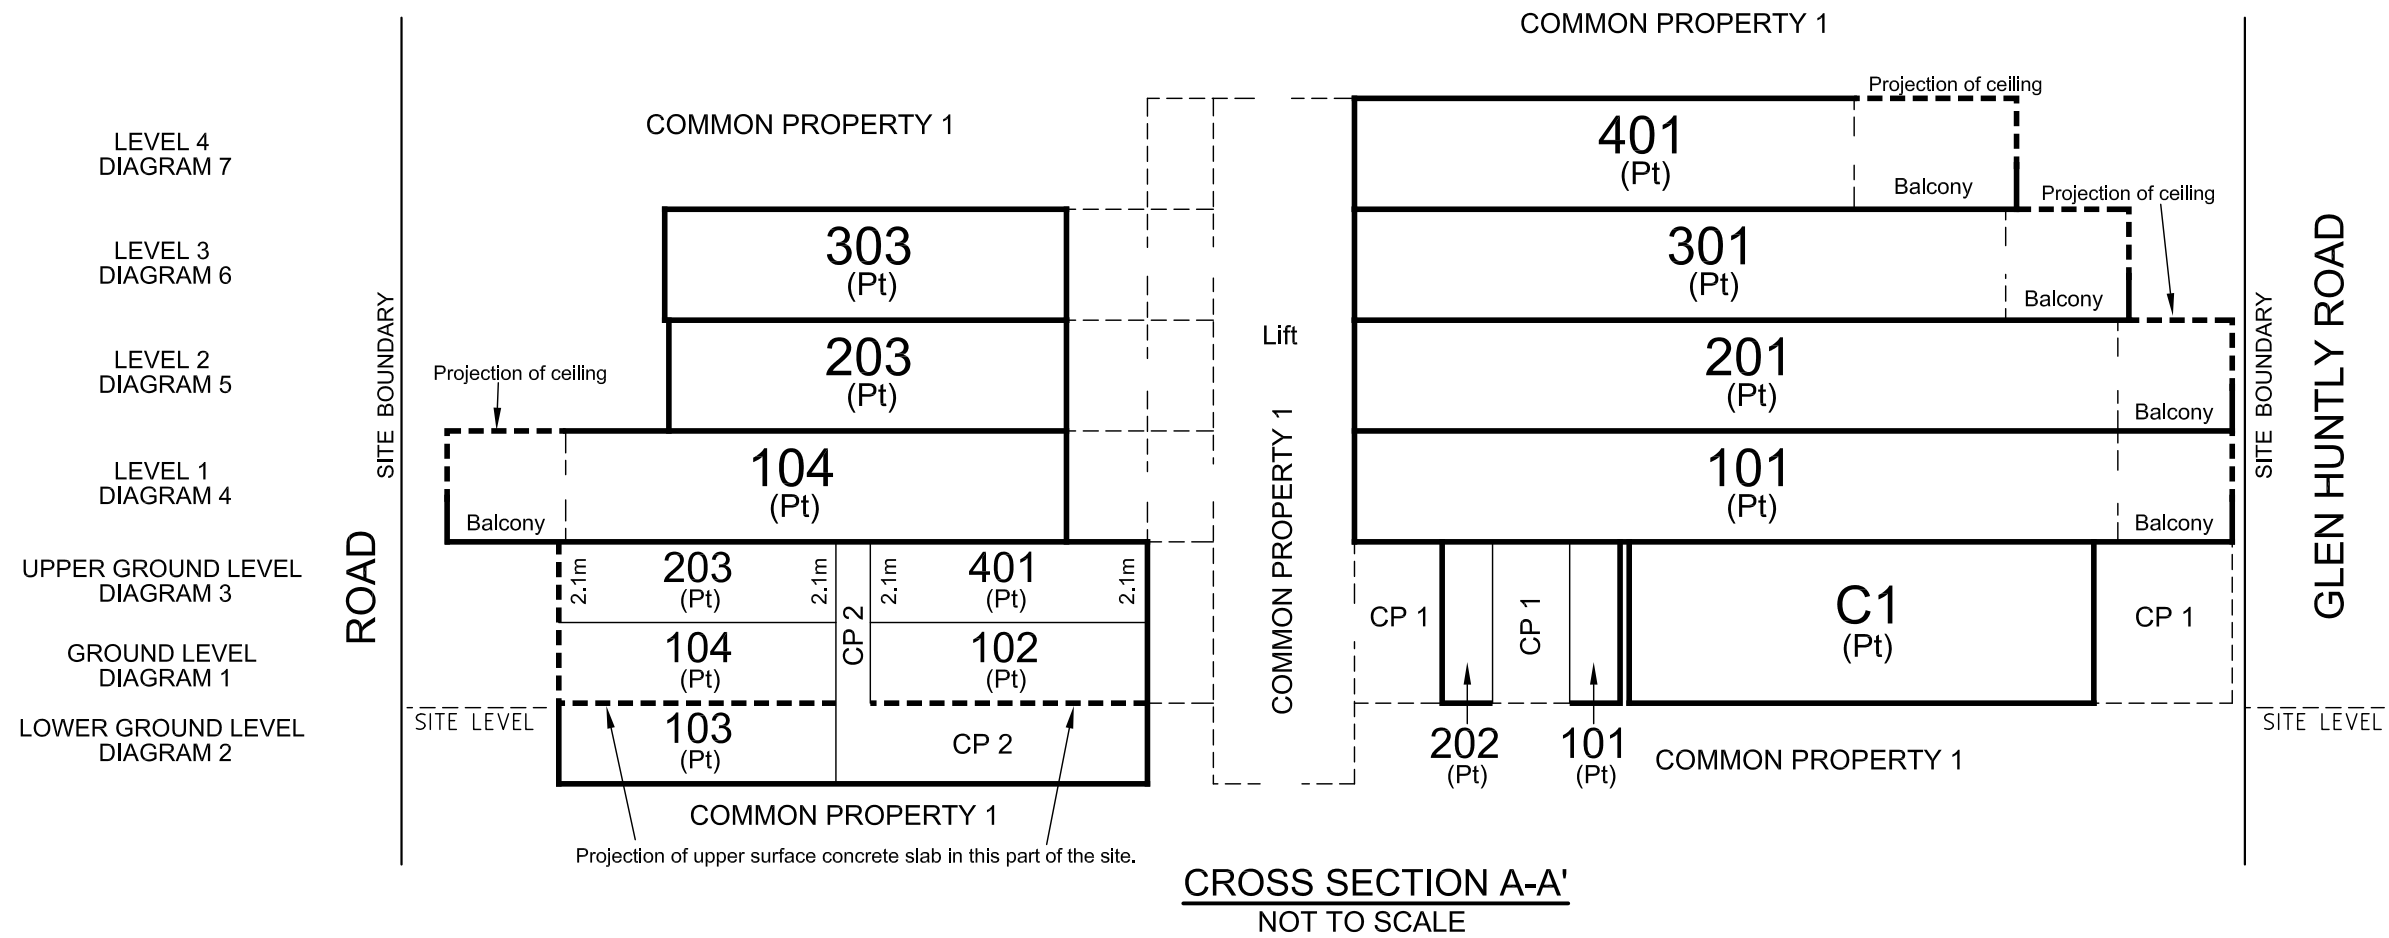 COMMON PROPERTY 1
Projection of ceiling
LEVEL 4
DIAGRAM 7
COMMON PROPERTY 1
401
(Pt)
Balcony
Projection of ceiling
LEVEL 3
DIAGRAM 6
303
(Pt)
301
(Pt)
Balcony
LEVEL 2
DIAGRAM 5
Projection of ceiling
203
(Pt)
Lift
201
(Pt)
Balcony
SITE BOUNDARY
SITE BOUNDARY
GLEN HUNTLY ROAD
LEVEL 1
DIAGRAM 4
Balcony
104
(Pt)
101
(Pt)
Balcony
COMMON PROPERTY 1
ROAD
UPPER GROUND LEVEL
DIAGRAM 3
2.1m
203
(Pt)
2.1m
2.1m
401
(Pt)
2.1m
CP 2
CP 1
CP 1
C1
(Pt)
CP 1
GROUND LEVEL
DIAGRAM 1
104
(Pt)
102
(Pt)
SITE LEVEL
SITE LEVEL
LOWER GROUND LEVEL
DIAGRAM 2
103
(Pt)
CP 2
202
(Pt)
101
(Pt)
COMMON PROPERTY 1
COMMON PROPERTY 1
Projection of upper surface concrete slab in this part of the site.
CROSS SECTION A-A'
NOT TO SCALE